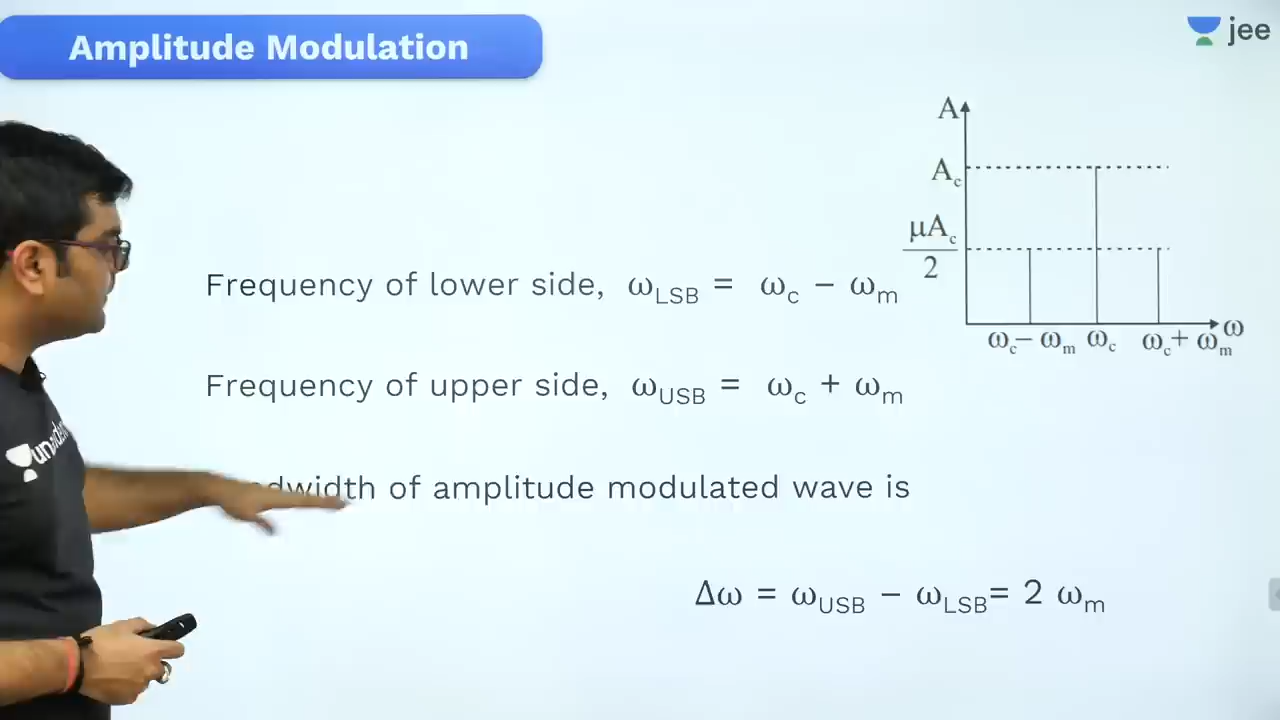 Amplitude Modulation
jee
A
A_c
μA_c
2
ω
ω_c − ω_m ω_c ω_c + ω_m
Frequency of lower side, ω_LSB = ω_c − ω_m
Frequency of upper side, ω_USB = ω_c + ω_m
of amplitude modulated wave is
Δω = ω_USB − ω_LSB = 2 ω_m